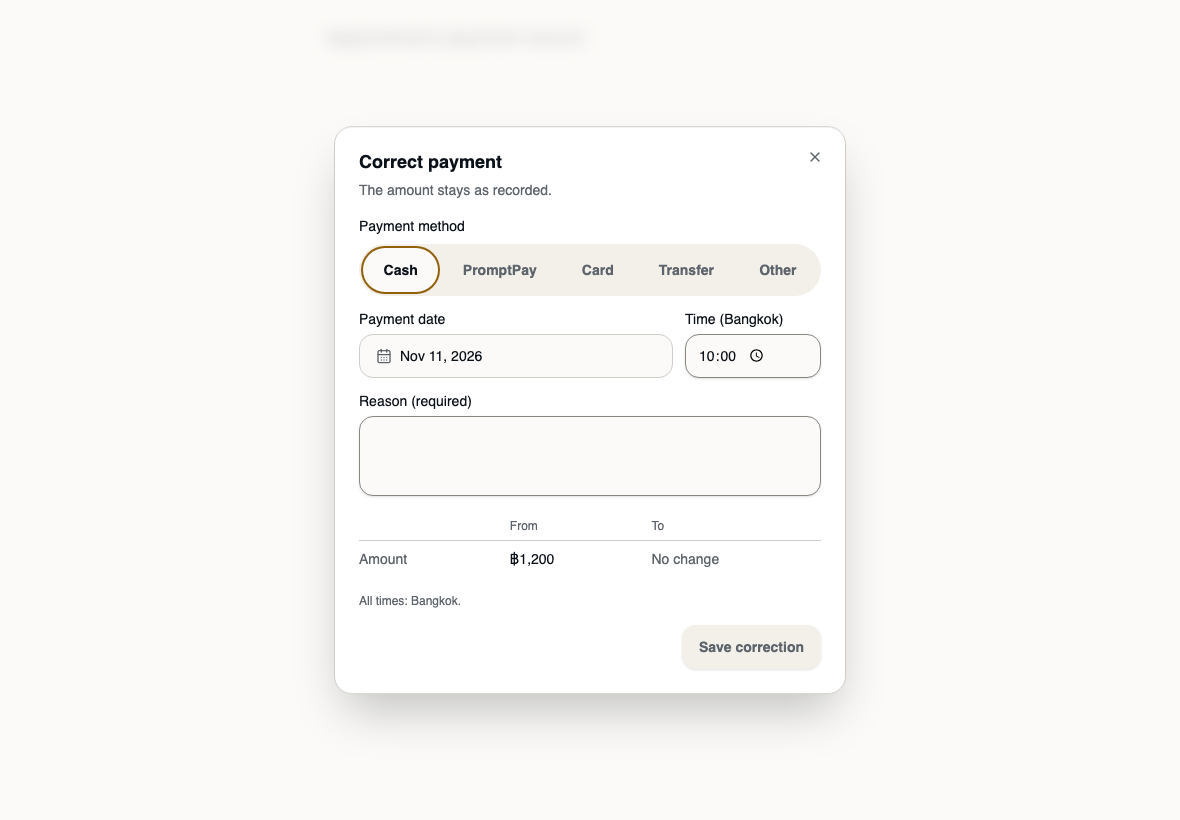 Correct payment
The amount stays as recorded.
Payment method
Cash PromptPay Card Transfer Other
Payment date Time (Bangkok)
Nov 11, 2026 10:00
Reason (required)
From To
Amount ฿1,200 No change
All times: Bangkok.
Save correction